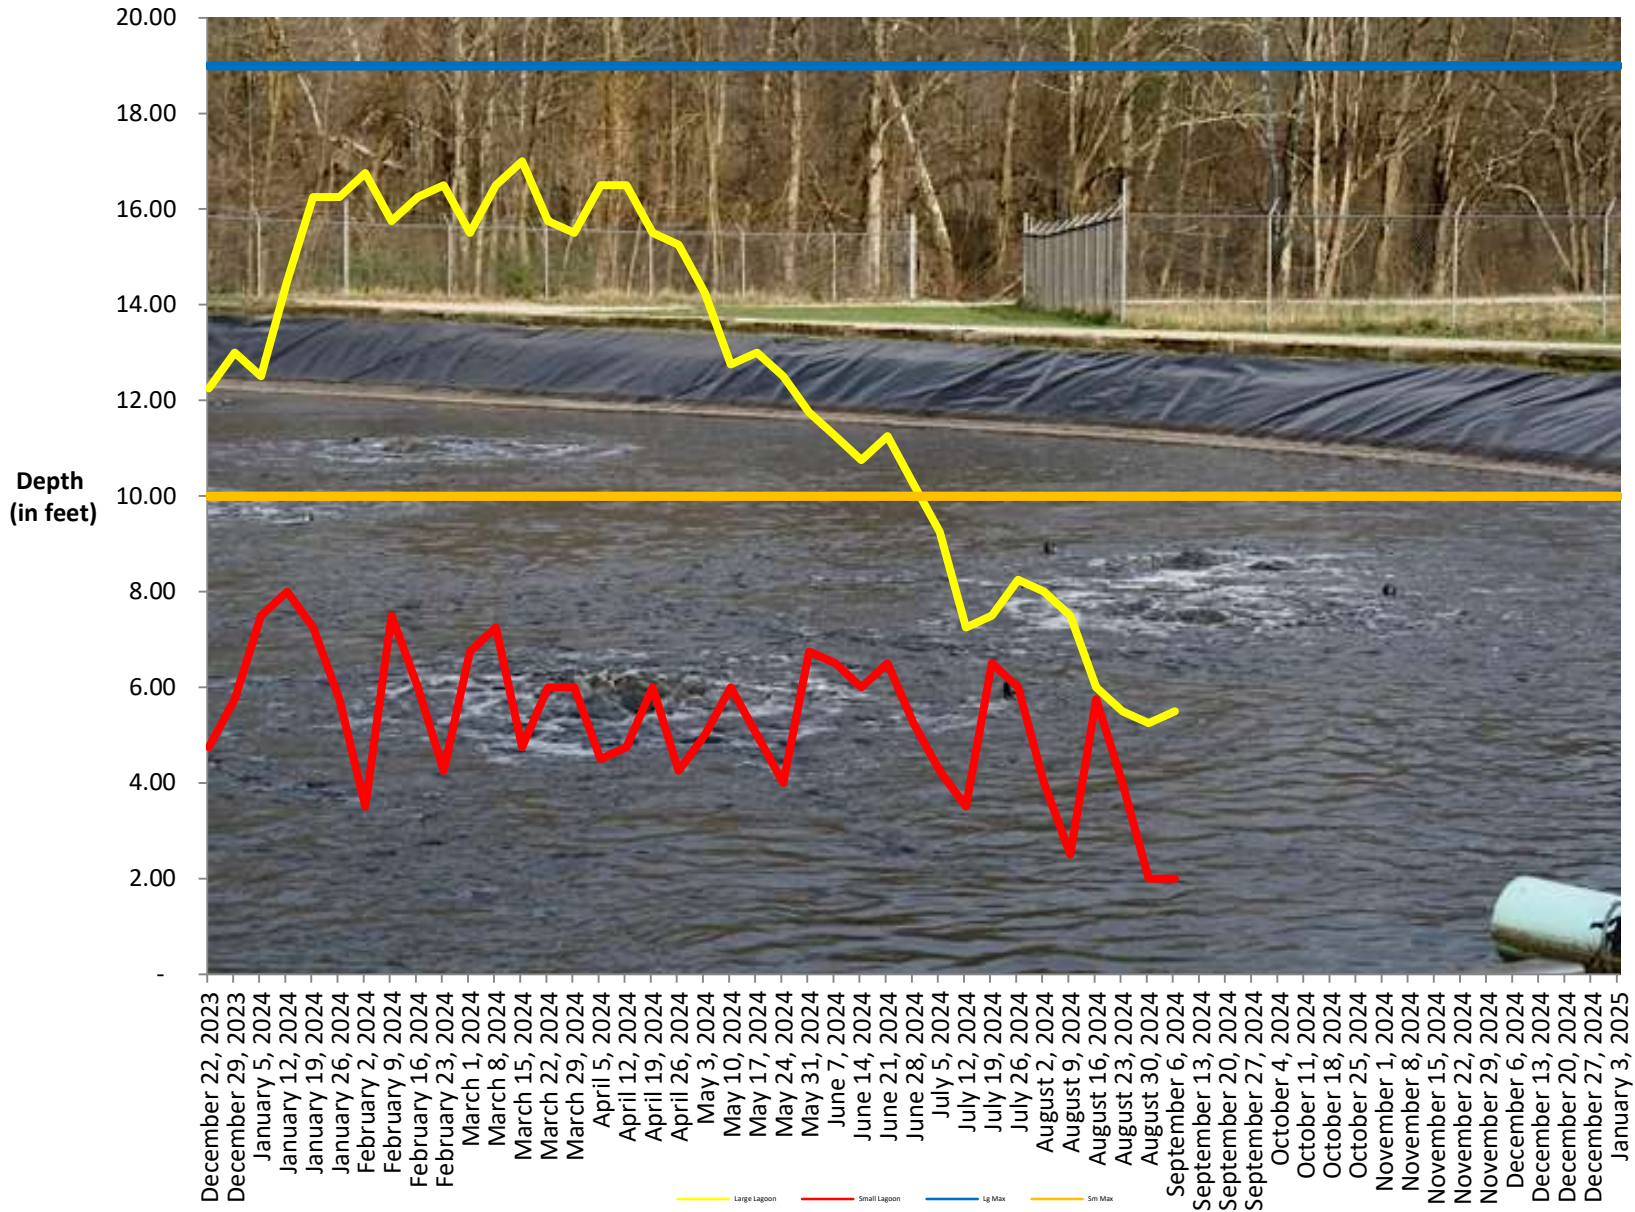 20.00
18.00
16.00
14.00
12.00
10.00
8.00
6.00
4.00
2.00
-
Depth
(in feet)
December 22, 2023
December 29, 2023
January 5, 2024
January 12, 2024
January 19, 2024
January 26, 2024
February 2, 2024
February 9, 2024
February 16, 2024
February 23, 2024
March 1, 2024
March 8, 2024
March 15, 2024
March 22, 2024
March 29, 2024
April 5, 2024
April 12, 2024
April 19, 2024
April 26, 2024
May 3, 2024
May 10, 2024
May 17, 2024
May 24, 2024
May 31, 2024
June 7, 2024
June 14, 2024
June 21, 2024
June 28, 2024
July 5, 2024
July 12, 2024
July 19, 2024
July 26, 2024
August 2, 2024
August 9, 2024
August 16, 2024
August 23, 2024
August 30, 2024
September 6, 2024
September 13, 2024
September 20, 2024
September 27, 2024
October 4, 2024
October 11, 2024
October 18, 2024
October 25, 2024
November 1, 2024
November 8, 2024
November 15, 2024
November 22, 2024
November 29, 2024
December 6, 2024
December 13, 2024
December 20, 2024
December 27, 2024
January 3, 2025
Large Lagoon
Small Lagoon
Lg Max
Sm Max